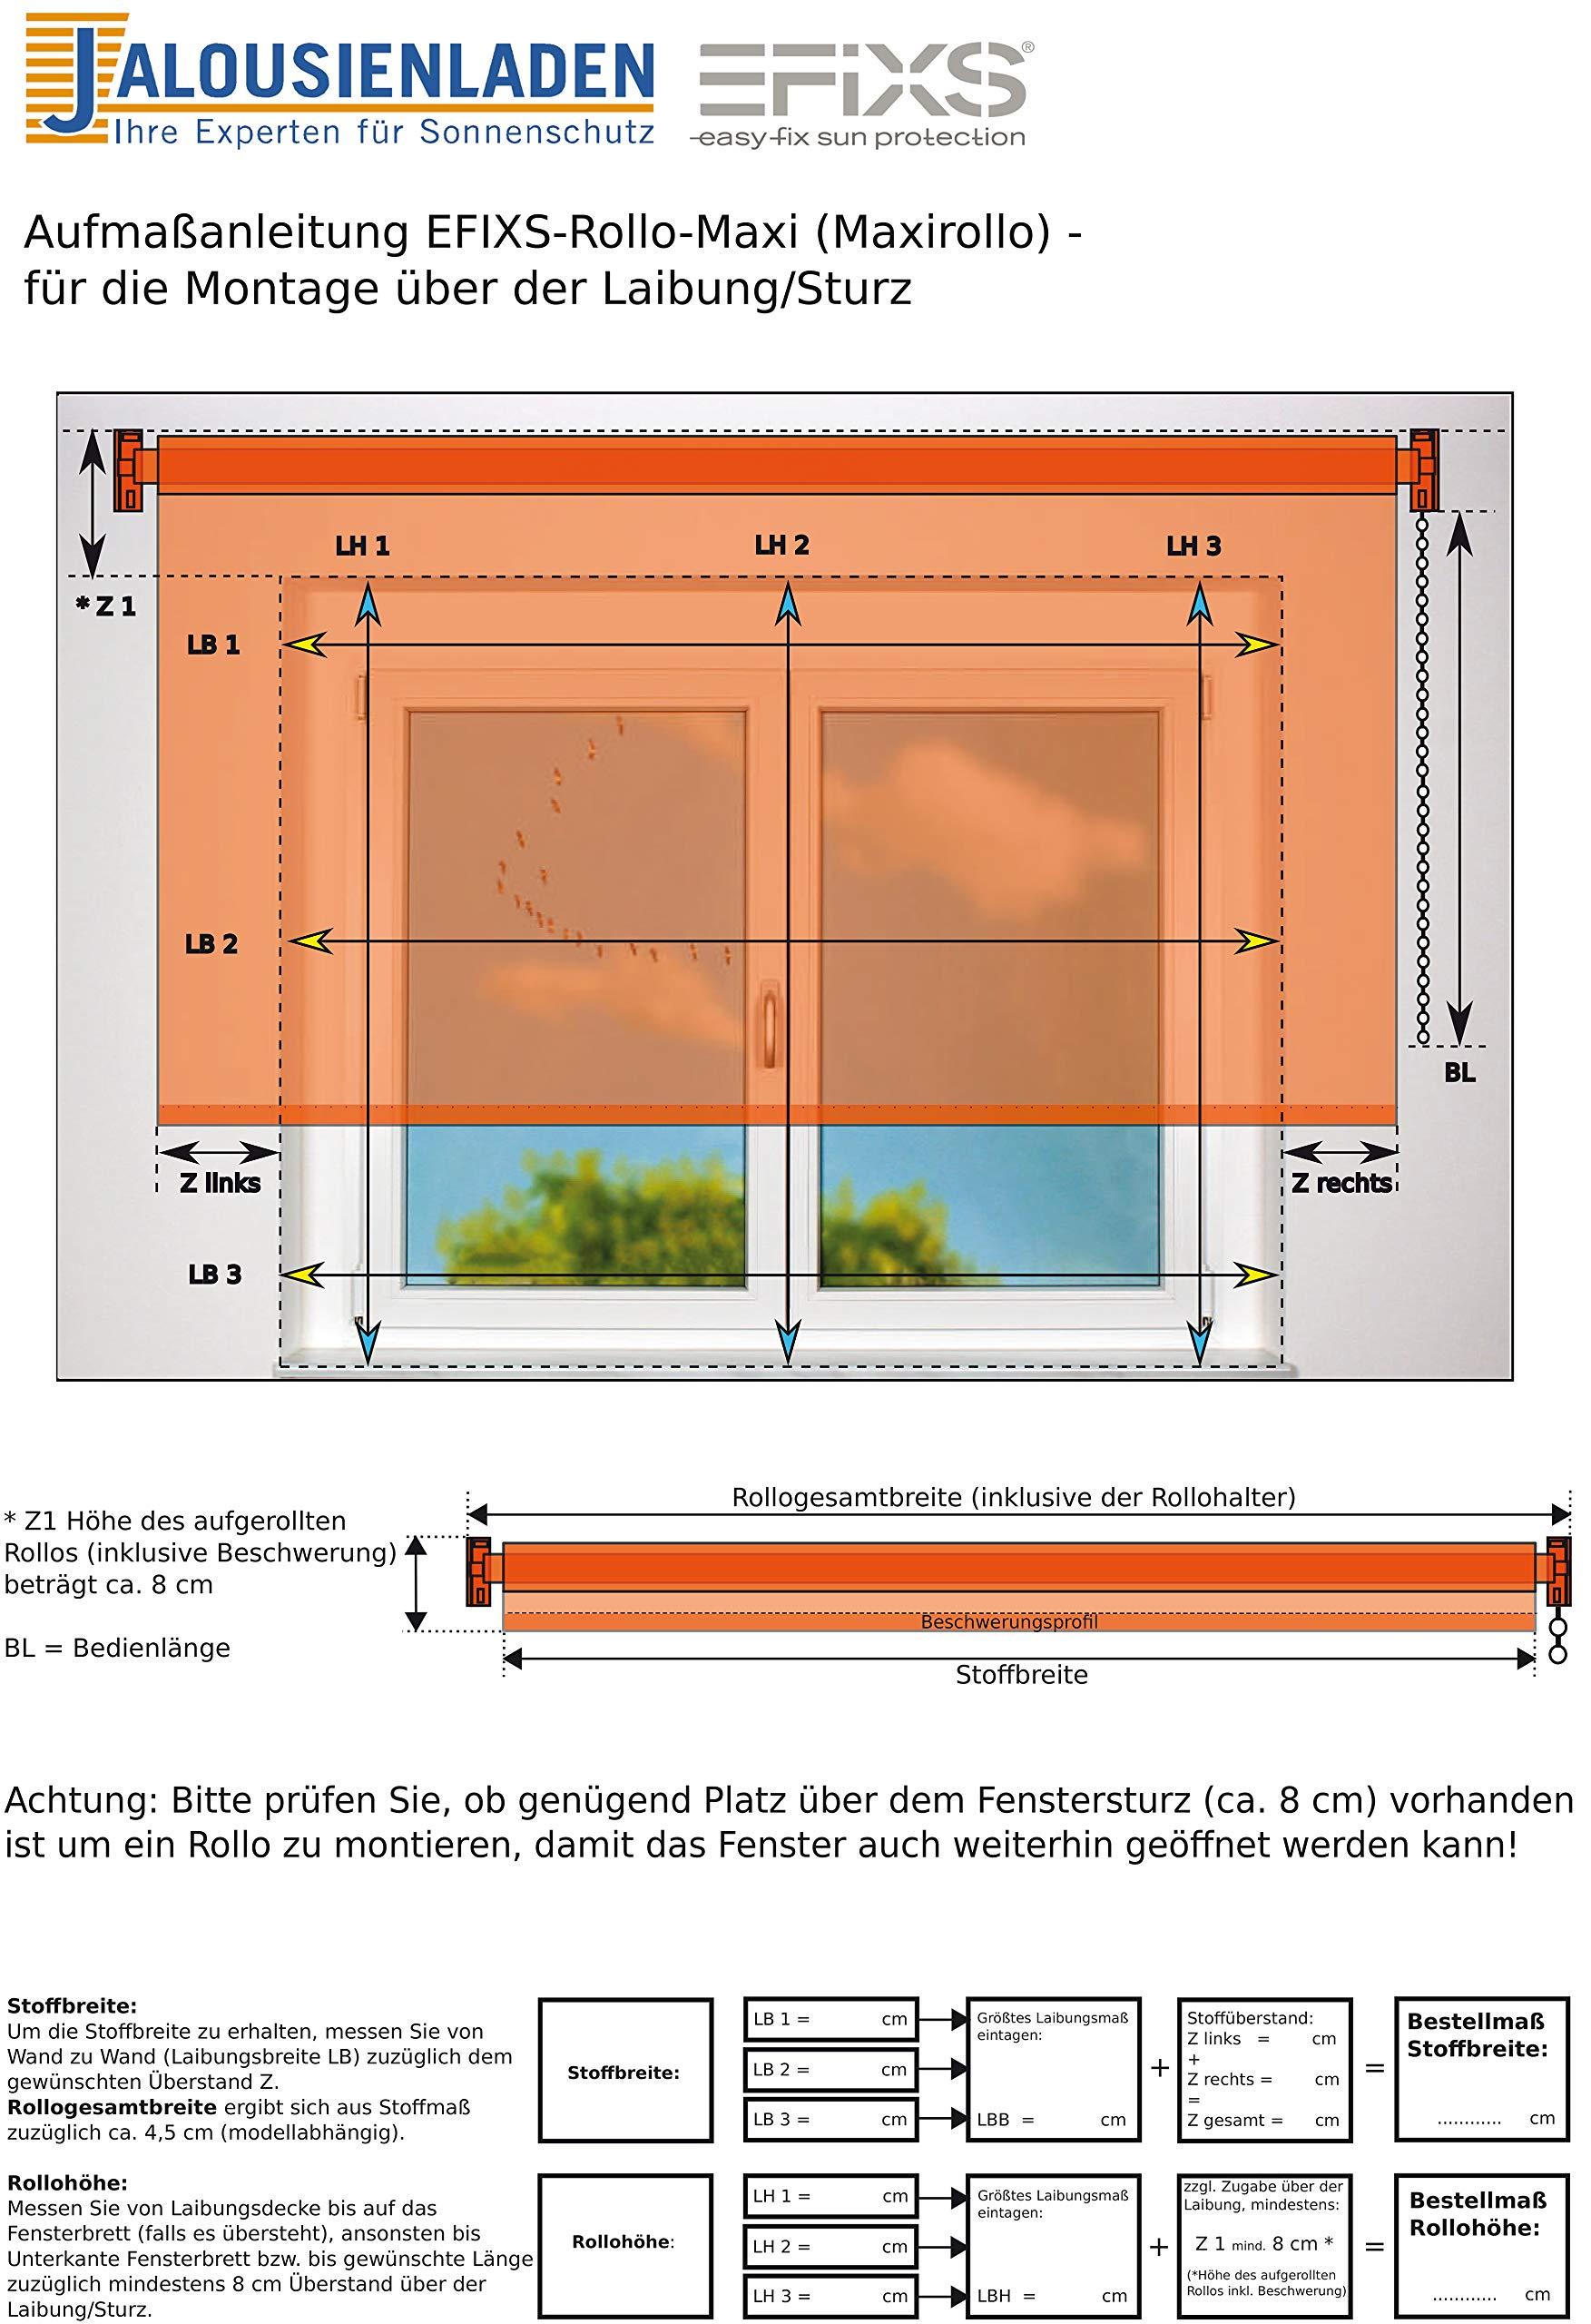 JALOUSIENLADEN
Ihre Experten für Sonnenschutz
EFiXS®
easy-fix sun protection
Aufmaßanleitung EFIXS-Rollo-Maxi (Maxirollo) -
für die Montage über der Laibung/Sturz
LH 1
LH 2
LH 3
* Z 1
LB 1
LB 2
BL
Z links
Z rechts
LB 3
Rollogesamtbreite (inklusive der Rollohalter)
* Z1 Höhe des aufgerollten
Rollos (inklusive Beschwerung)
beträgt ca. 8 cm
BL = Bedienlänge
Beschwerungsprofil
Stoffbreite
Achtung: Bitte prüfen Sie, ob genügend Platz über dem Fenstersturz (ca. 8 cm) vorhanden
ist um ein Rollo zu montieren, damit das Fenster auch weiterhin geöffnet werden kann!
Stoffbreite:
Um die Stoffbreite zu erhalten, messen Sie von
Wand zu Wand (Laibungsbreite LB) zuzüglich dem
gewünschten Überstand Z.
Rollogesamtbreite ergibt sich aus Stoffmaß
zuzüglich ca. 4,5 cm (modellabhängig).
Stoffbreite:
LB 1 = cm
LB 2 = cm
LB 3 = cm
Größtes Laibungsmaß
eintagen:
LBB = cm
+
Stoffüberstand:
Z links = cm
+
Z rechts = cm
=
Z gesamt = cm
=
Bestellmaß
Stoffbreite:
............ cm
Rollohöhe:
Messen Sie von Laibungsdecke bis auf das
Fensterbrett (falls es übersteht), ansonsten bis
Unterkante Fensterbrett bzw. bis gewünschte Länge
zuzüglich mindestens 8 cm Überstand über der
Laibung/Sturz.
Rollohöhe:
LH 1 = cm
LH 2 = cm
LH 3 = cm
Größtes Laibungsmaß
eintagen:
LBH = cm
+
zzgl. Zugabe über der
Laibung, mindestens:
Z 1 mind. 8 cm *
(*Höhe des aufgerollten
Rollos inkl. Beschwerung)
=
Bestellmaß
Rollohöhe:
............ cm